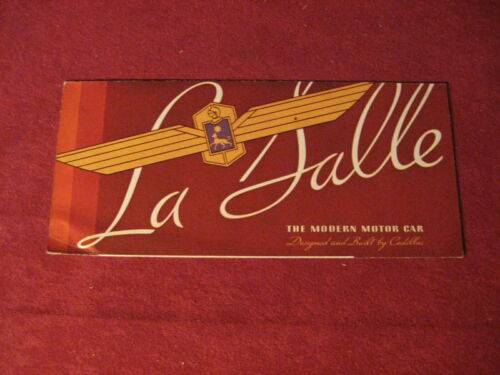 La Salle
THE MODERN MOTOR CAR
Designed and Built by Cadillac